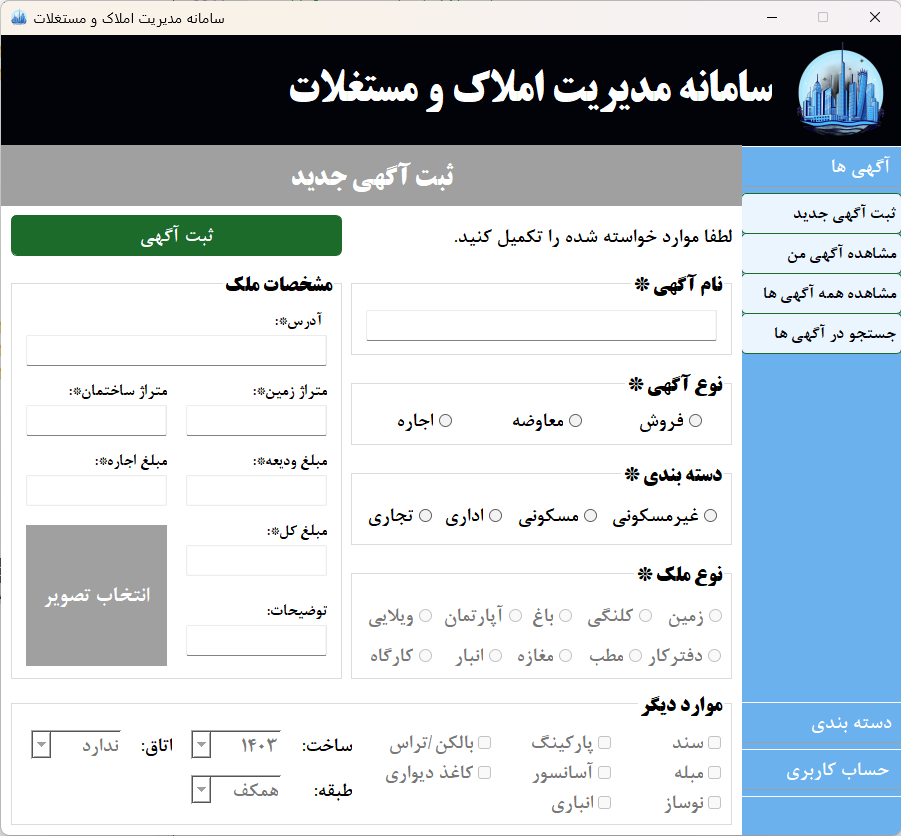 سامانه مدیریت املاک و مستغلات
سامانه مدیریت املاک و مستغلات
آگهی ها
ثبت آگهی جدید
مشاهده آگهی من
مشاهده همه آگهی ها
جستجو در آگهی ها
دسته بندی
حساب کاربری
ثبت آگهی جدید
لطفا موارد خواسته شده را تکمیل کنید.
ثبت آگهی
نام آگهی *
نوع آگهی *
فروش معاوضه اجاره
دسته بندی *
غیرمسکونی مسکونی اداری تجاری
نوع ملک *
زمین کلنگی باغ آپارتمان ویلایی
دفترکار مطب مغازه انبار کارگاه
مشخصات ملک
آدرس*:
متراژ زمین*: متراژ ساختمان*:
مبلغ ودیعه*: مبلغ اجاره*:
مبلغ کل*:
انتخاب تصویر
توضیحات:
موارد دیگر
سند پارکینگ بالکن/تراس ساخت: ۱۴۰۳ اتاق: ندارد
مبله آسانسور کاغذ دیواری
طبقه: همکف
نوساز انباری